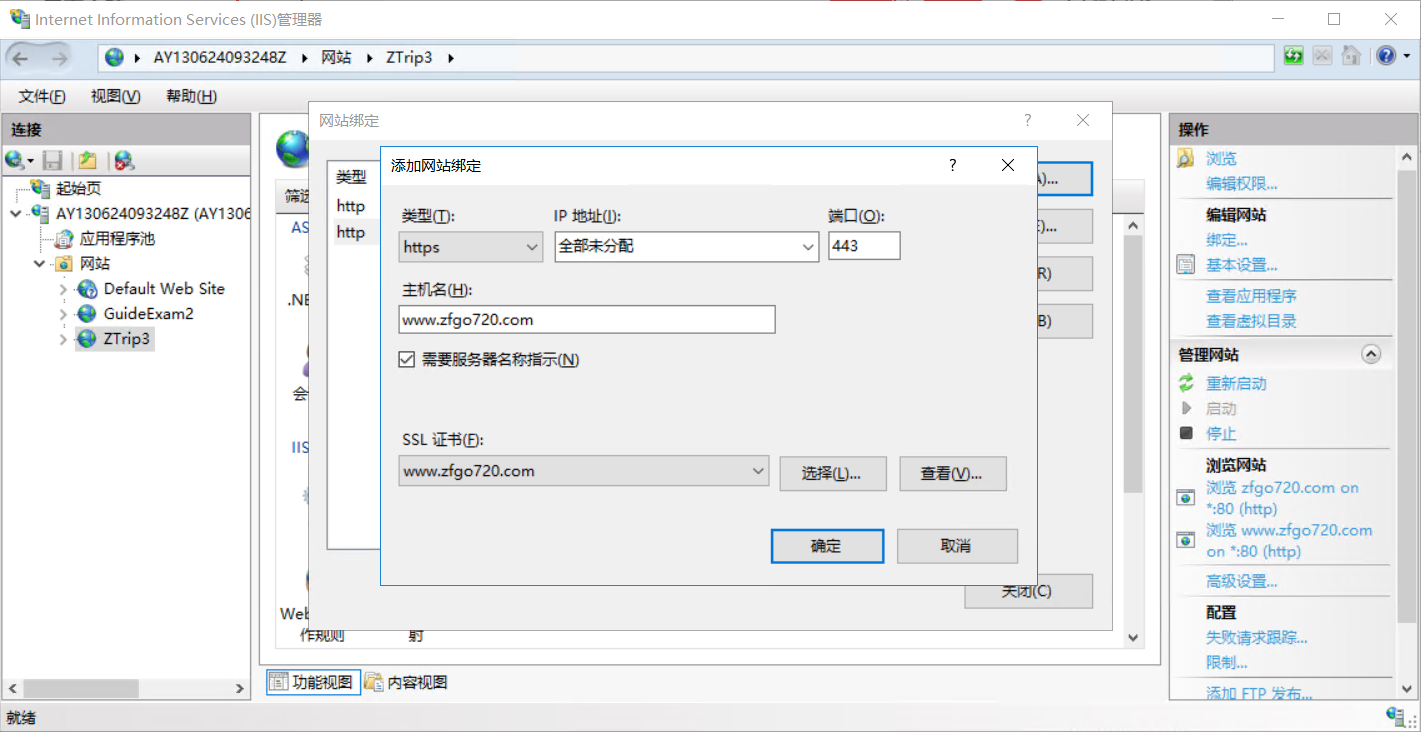 Internet Information Services (IIS)管理器
AY130624093248Z 网站 ZTrip3
文件(F) 视图(V) 帮助(H)
连接
起始页
AY130624093248Z (AY1306
应用程序池
网站
Default Web Site
GuideExam2
ZTrip3
筛选
AS
.NE
会
IIS
Web
作规则 射
功能视图 内容视图
就绪
网站绑定 ?
类型
http
http
A)...
E)...
R)
B)
关闭(C)
添加网站绑定 ?
类型(T): IP 地址(I): 端口(O):
https 全部未分配 443
主机名(H):
www.zfgo720.com
需要服务器名称指示(N)
SSL 证书(F):
www.zfgo720.com 选择(L)... 查看(V)...
确定 取消
操作
浏览
编辑权限...
编辑网站
绑定...
基本设置...
查看应用程序
查看虚拟目录
管理网站
重新启动
启动
停止
浏览网站
浏览 zfgo720.com on
*:80 (http)
浏览 www.zfgo720.com
on *:80 (http)
高级设置...
配置
失败请求跟踪...
限制...
添加 FTP 发布...